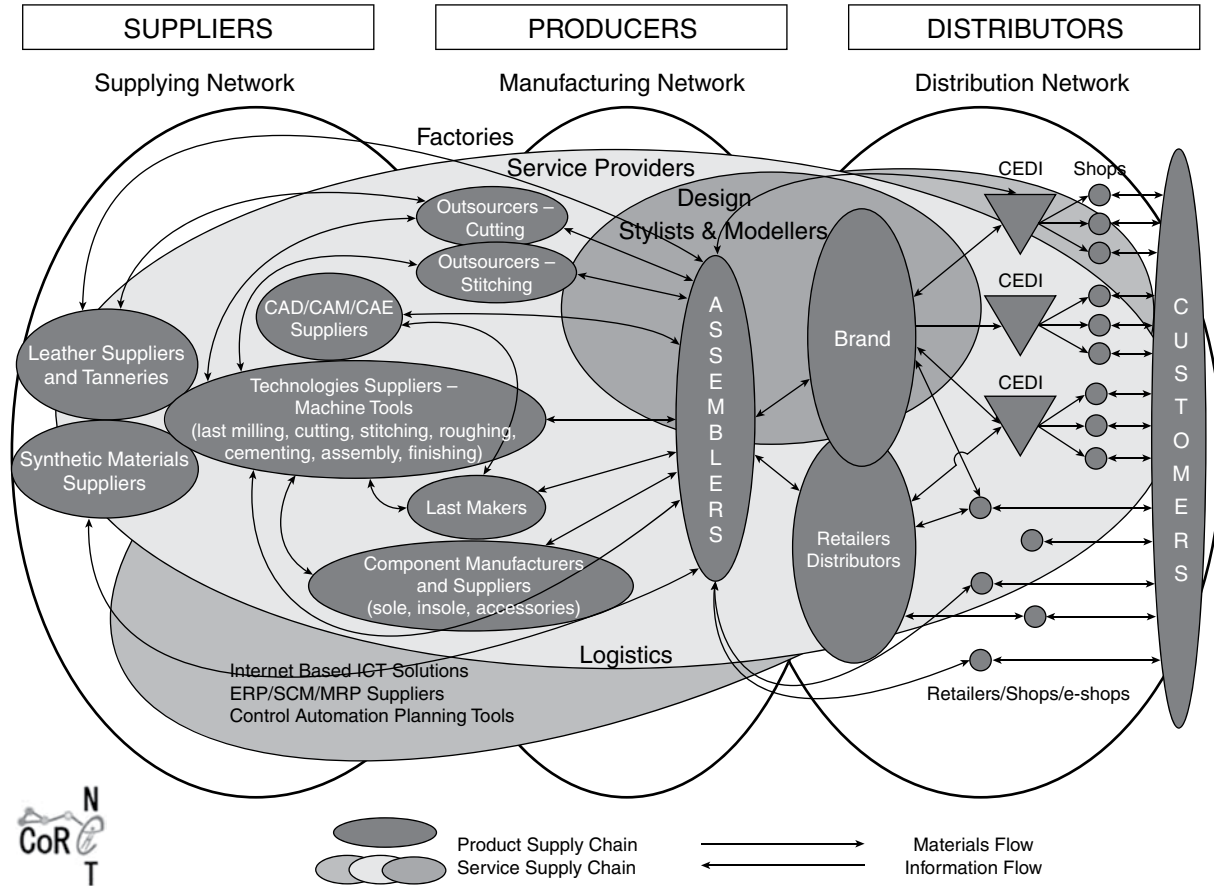 SUPPLIERS
PRODUCERS
DISTRIBUTORS
Supplying Network
Manufacturing Network
Distribution Network
Factories
Service Providers
Design
Stylists & Modellers
CEDI
Shops
Outsourcers –
Cutting
Outsourcers –
Stitching
CAD/CAM/CAE
Suppliers
CEDI
Leather Suppliers
and Tanneries
Technologies Suppliers –
Machine Tools
(last milling, cutting, stitching, roughing,
cementing, assembly, finishing)
ASSEMBLERS
Brand
CEDI
CUSTOMERS
Synthetic Materials
Suppliers
Last Makers
Component Manufacturers
and Suppliers
(sole, insole, accessories)
Retailers
Distributors
Logistics
Internet Based ICT Solutions
ERP/SCM/MRP Suppliers
Control Automation Planning Tools
Retailers/Shops/e-shops
CoR
N
e
T
Product Supply Chain
Service Supply Chain
Materials Flow
Information Flow